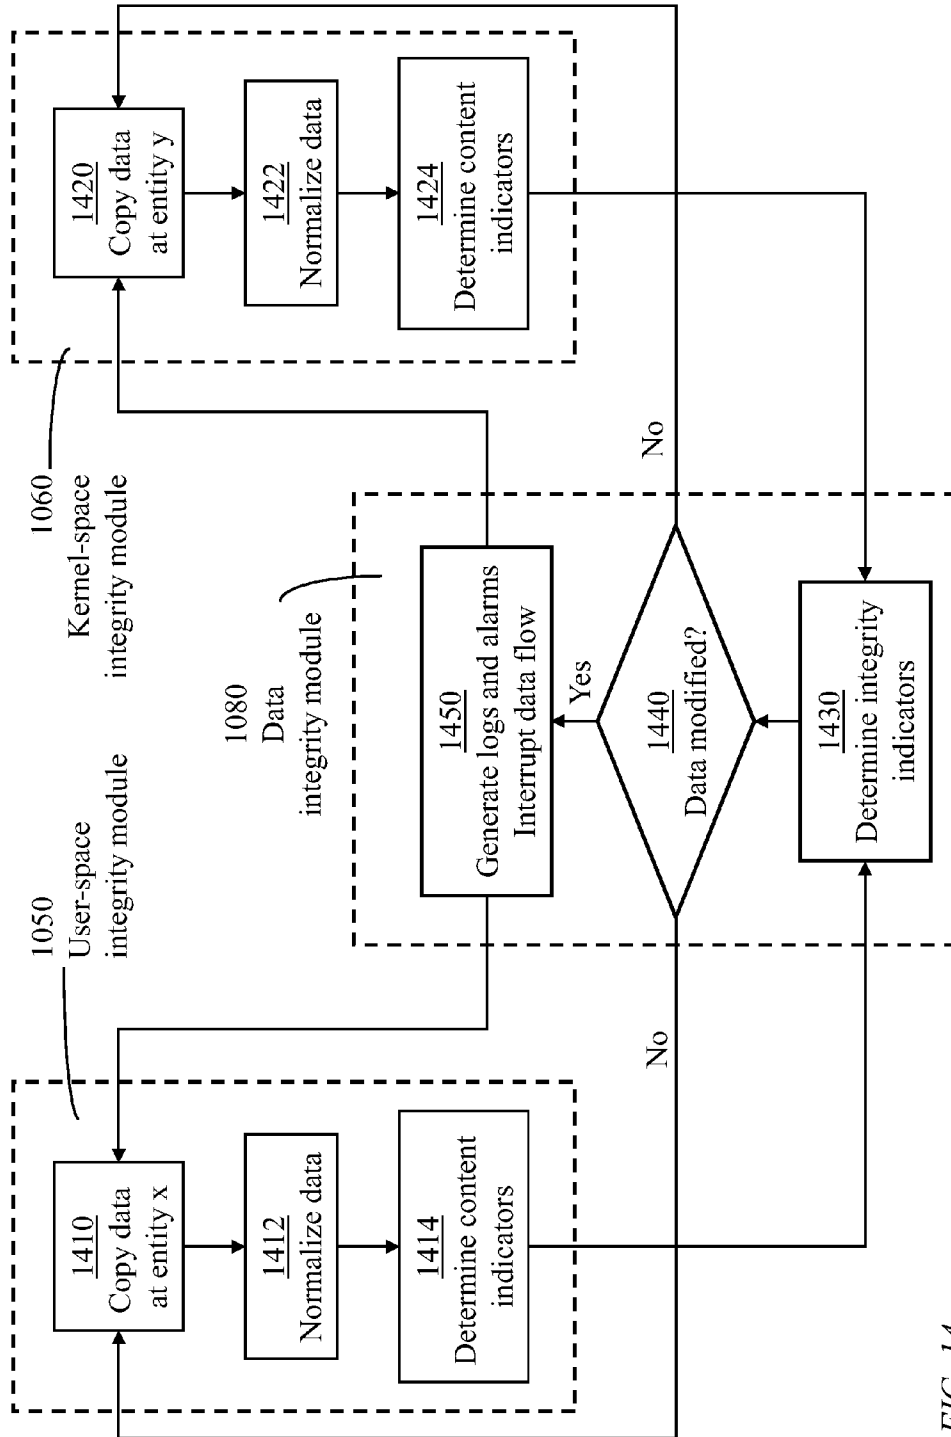 1050
User-space
integrity module
1060
Kernel-space
integrity module
1410
Copy data
at entity x
1412
Normalize data
1414
Determine content
indicators
1420
Copy data
at entity y
1422
Normalize data
1424
Determine content
indicators
1080
Data
integrity module
1450
Generate logs and alarms
Interrupt data flow
Yes
No
No
1440
Data modified?
1430
Determine integrity
indicators
FIG. 14